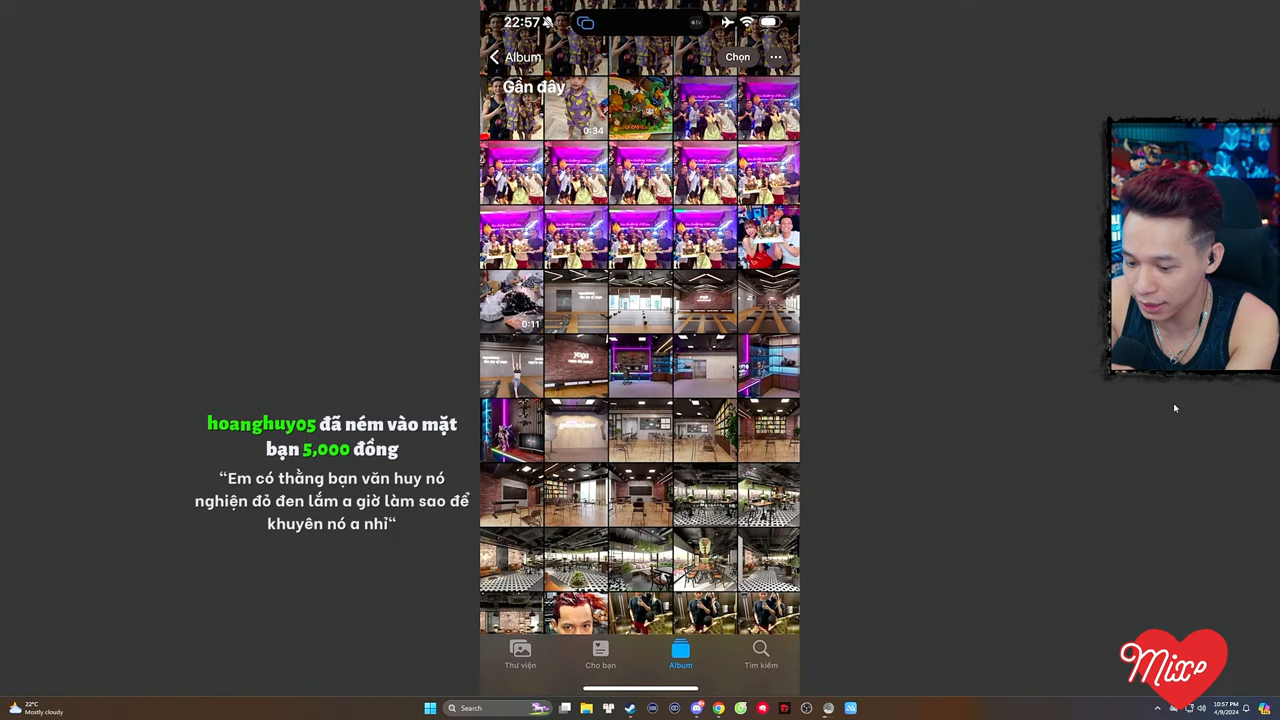 22:57
Album
Chọn
Gần đây
0:34
0:11
yoga
hoanghuy05 đã ném vào mặt
bạn 5,000 đồng
“Em có thằng bạn văn huy nó
nghiện đỏ đen lắm a giờ làm sao để
khuyên nó a nhỉ“
Thư viện
Cho bạn
Album
Tìm kiếm
Mixi
22°C
Mostly cloudy
Search
10:57 PM
4/9/2024